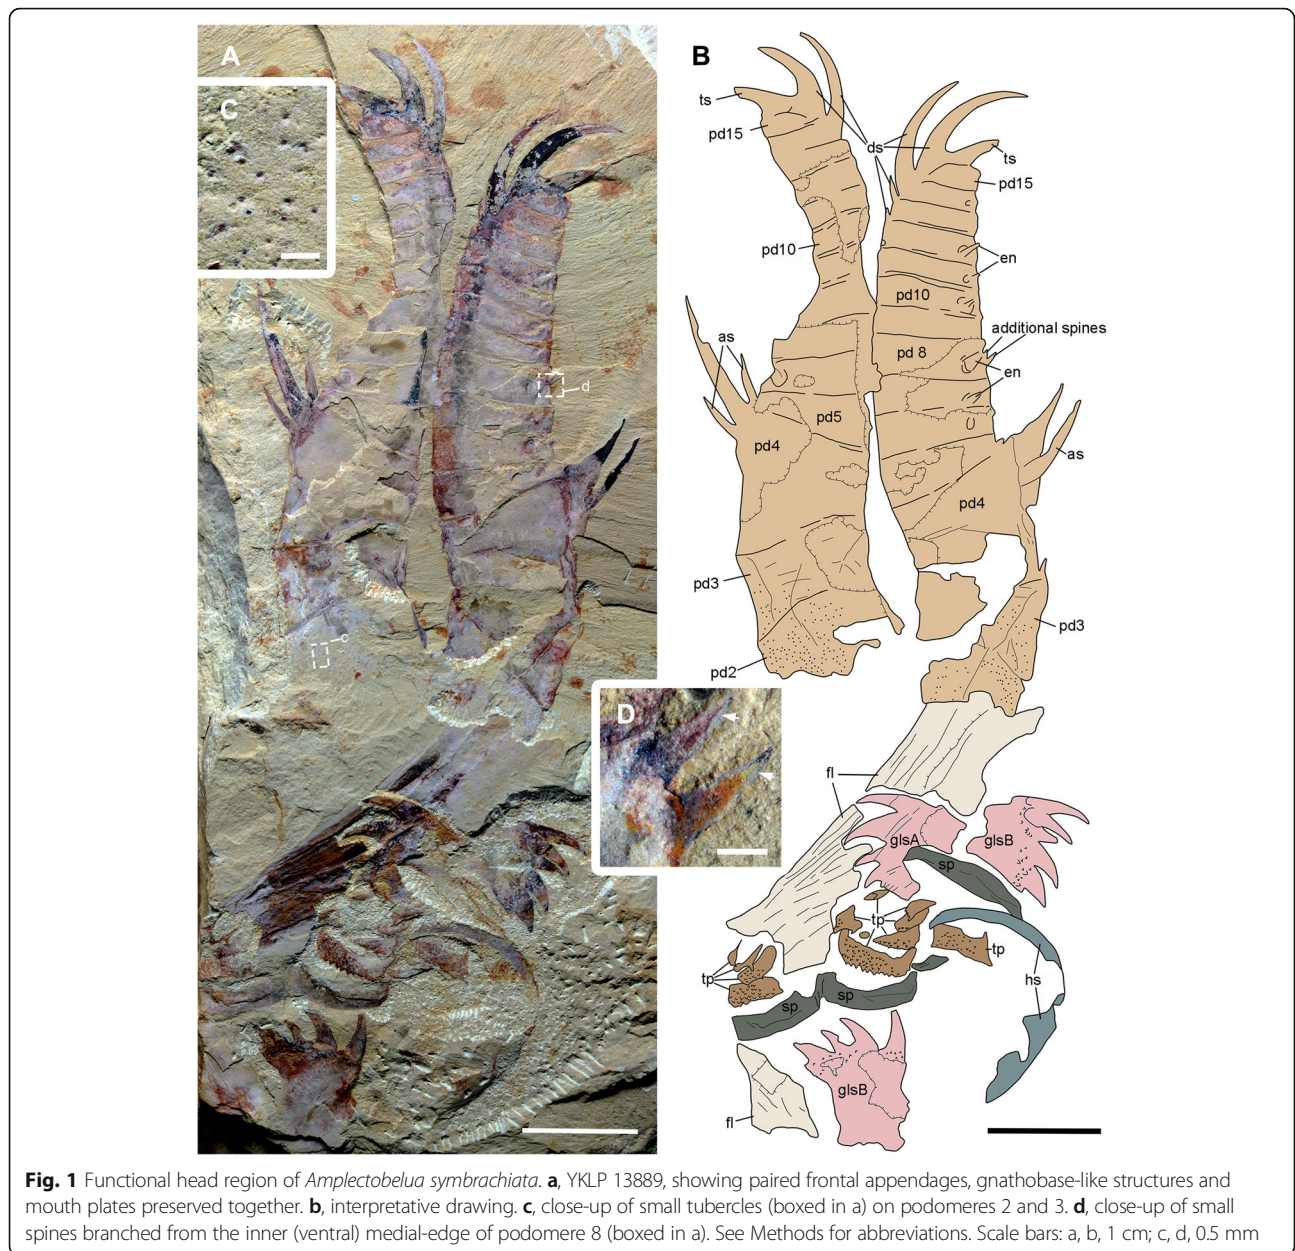 A
B
C
ts
pd15
ds
ts
pd15
pd10
en
pd10
additional spines
as
pd 8
en
d
pd5
pd4
as
pd4
pd3
c
pd3
pd2
D
fl
glsA
glsB
sp
tp
tp
tp
hs
sp
sp
glsB
fl
Fig. 1 Functional head region of Amplectobelua symbrachiata. a, YKLP 13889, showing paired frontal appendages, gnathobase-like structures and
mouth plates preserved together. b, interpretative drawing. c, close-up of small tubercles (boxed in a) on podomeres 2 and 3. d, close-up of small
spines branched from the inner (ventral) medial-edge of podomere 8 (boxed in a). See Methods for abbreviations. Scale bars: a, b, 1 cm; c, d, 0.5 mm